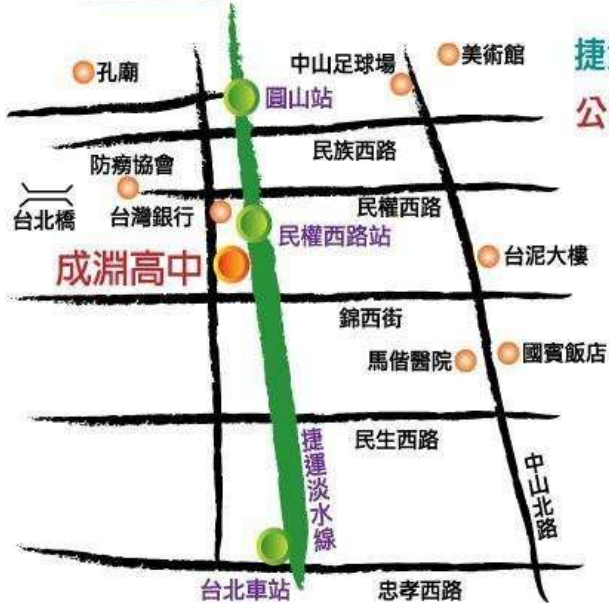 孔廟
中山足球場
美術館
捷
圓山站
公
民族西路
防癆協會
台北橋
台灣銀行
民權西路
民權西路站
成淵高中
台泥大樓
錦西街
馬偕醫院
國賓飯店
民生西路
捷運淡水線
中山北路
台北車站
忠孝西路